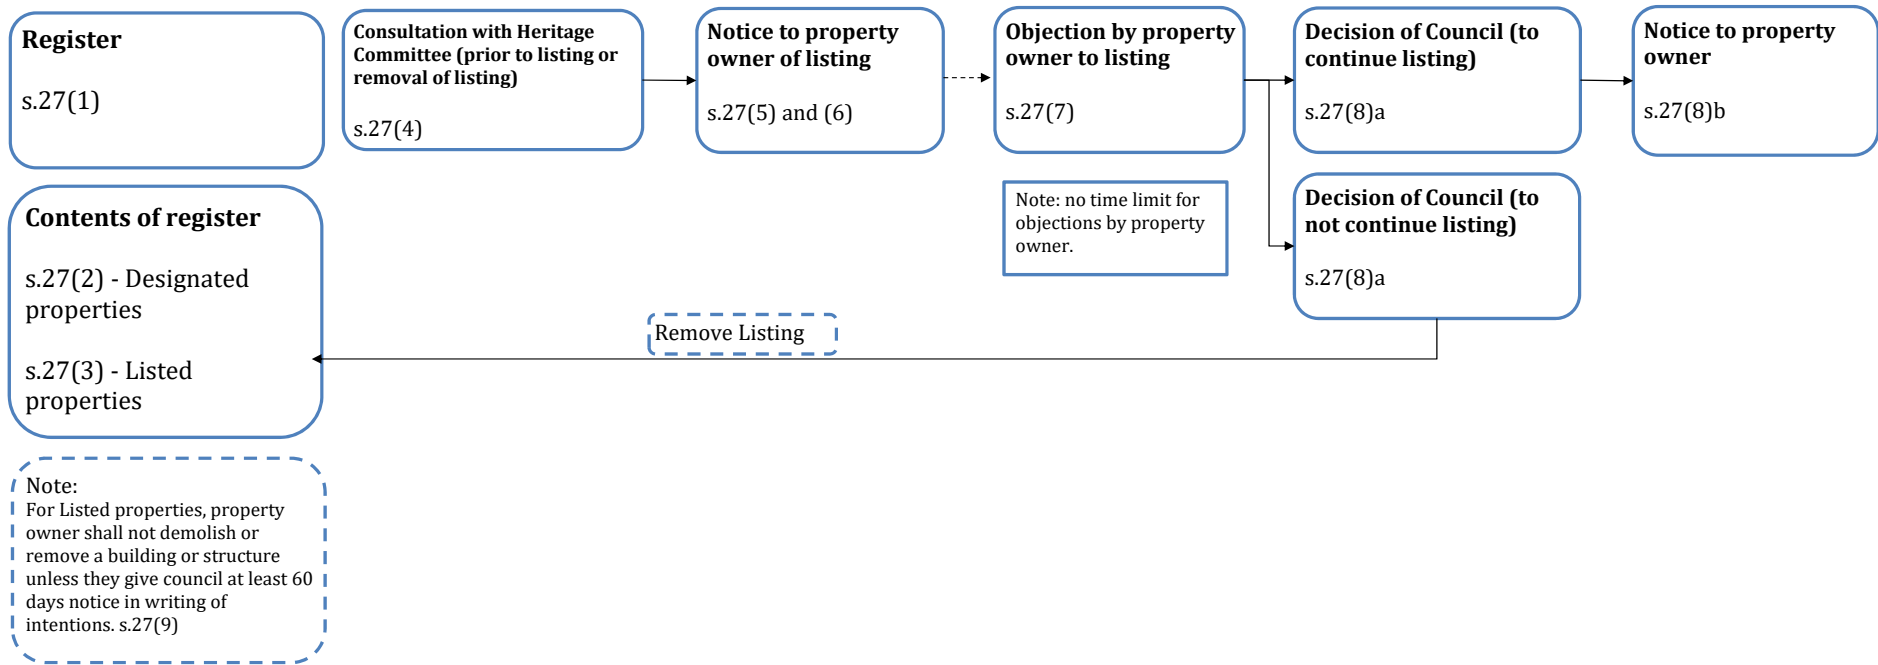 Register
s.27(1)
Consultation with Heritage
Committee (prior to listing or
removal of listing)
s.27(4)
Notice to property
owner of listing
s.27(5) and (6)
Objection by property
owner to listing
s.27(7)
Decision of Council (to
continue listing)
s.27(8)a
Notice to property
owner
s.27(8)b
Note: no time limit for
objections by property
owner.
Decision of Council (to
not continue listing)
s.27(8)a
Remove Listing
Contents of register
s.27(2) - Designated
properties
s.27(3) - Listed
properties
Note:
For Listed properties, property
owner shall not demolish or
remove a building or structure
unless they give council at least 60
days notice in writing of
intentions. s.27(9)